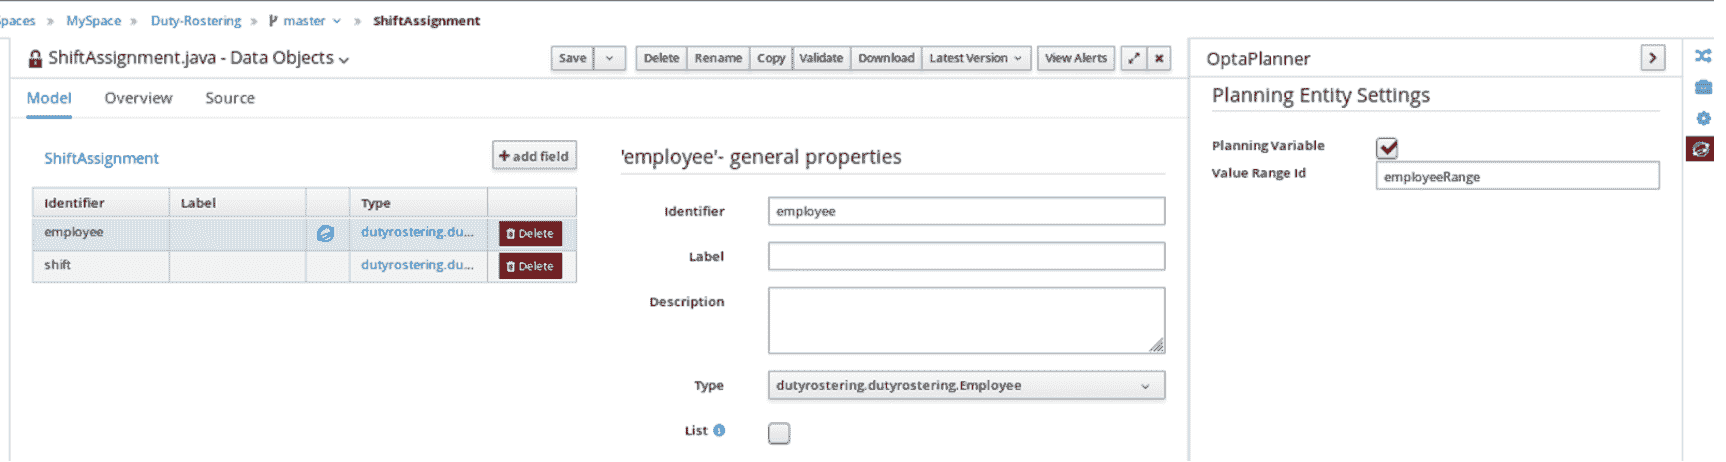 Spaces » MySpace » Duty-Rostering » master » ShiftAssignment
ShiftAssignment.java - Data Objects
Save Delete Rename Copy Validate Download Latest Version View Alerts
OptaPlanner
Model Overview Source
Planning Entity Settings
ShiftAssignment
+ add field
'employee'- general properties
Planning Variable
Value Range Id employeeRange
Identifier Label Type
employee dutyrostering.du... Delete
shift dutyrostering.du... Delete
Identifier employee
Label
Description
Type dutyrostering.dutyrostering.Employee
List